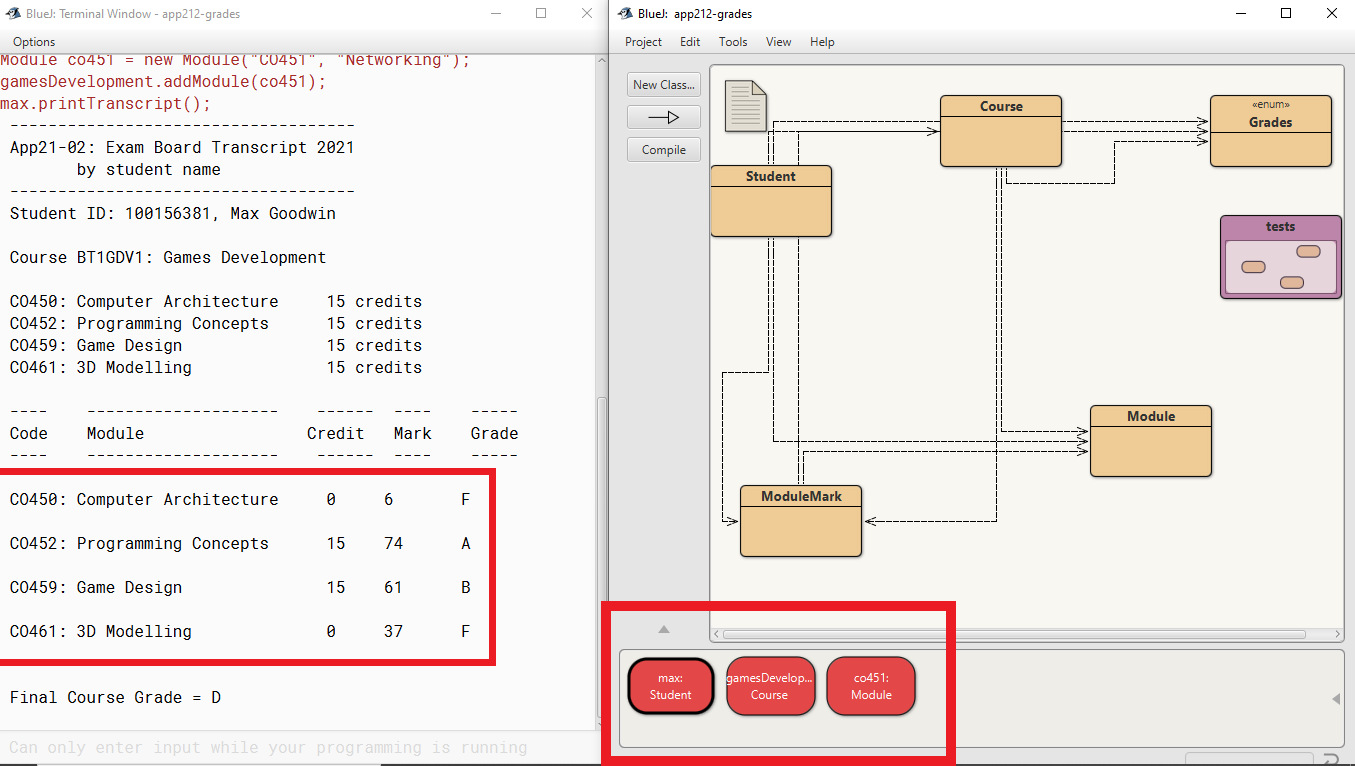 BlueJ: Terminal Window - app212-grades
Options
Module co451 = new Module("CO451", "Networking");
gamesDevelopment.addModule(co451);
max.printTranscript();
------------------------------------
App21-02: Exam Board Transcript 2021
by student name
------------------------------------
Student ID: 100156381, Max Goodwin
Course BT1GDV1: Games Development
CO450: Computer Architecture 15 credits
CO452: Programming Concepts 15 credits
CO459: Game Design 15 credits
CO461: 3D Modelling 15 credits
---- -------------------- ------ ---- -----
Code Module Credit Mark Grade
---- -------------------- ------ ---- -----
CO450: Computer Architecture 0 6 F
CO452: Programming Concepts 15 74 A
CO459: Game Design 15 61 B
CO461: 3D Modelling 0 37 F
Final Course Grade = D
Can only enter input while your programming is running
BlueJ: app212-grades
Project Edit Tools View Help
New Class...
Compile
Course
«enum»
Grades
Student
tests
Module
ModuleMark
max:
Student
gamesDevelop...
Course
co451:
Module